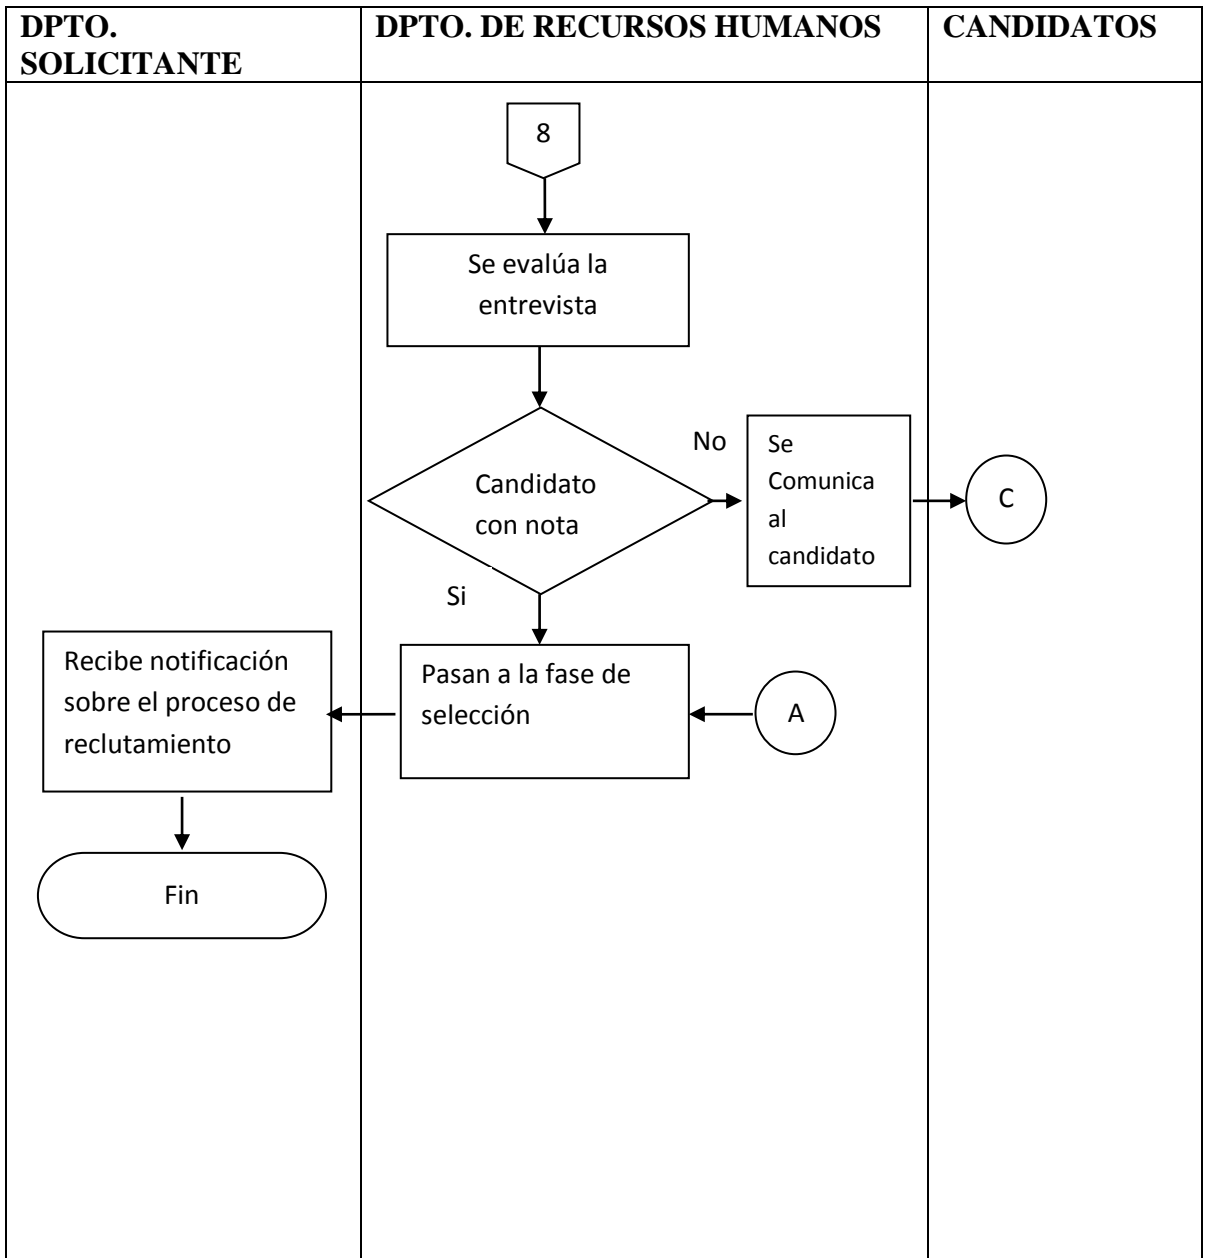 DPTO.
SOLICITANTE
DPTO. DE RECURSOS HUMANOS
CANDIDATOS
8
Se evalúa la
entrevista
Candidato
con nota
No
Se
Comunica
al
candidato
C
Si
Pasan a la fase de
selección
A
Recibe notificación
sobre el proceso de
reclutamiento
Fin